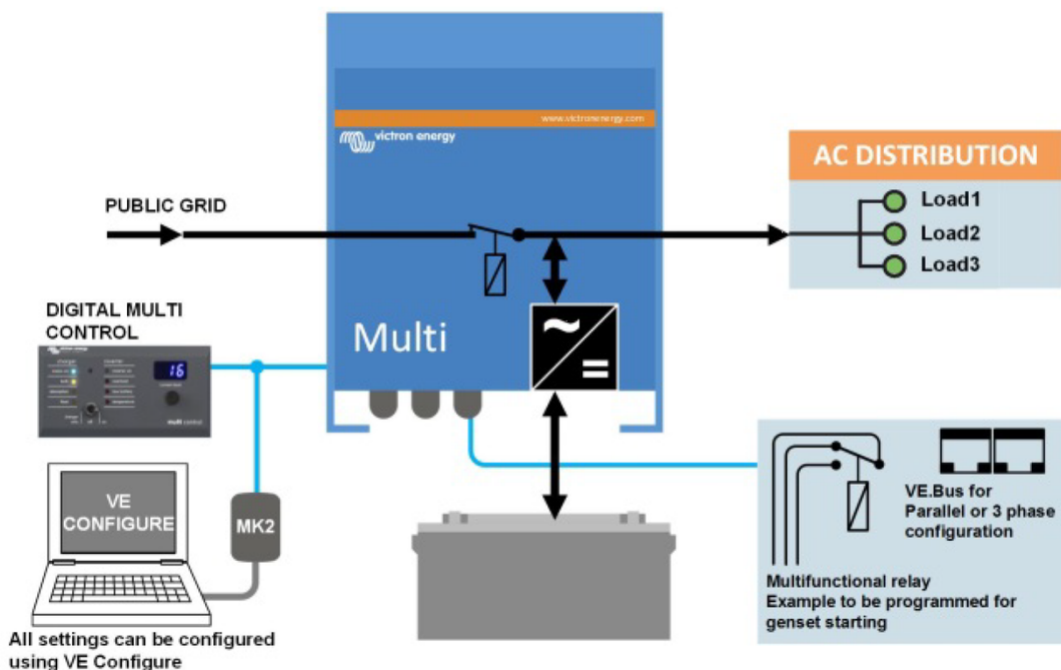 www.victronenergy.com
victron energy
AC DISTRIBUTION
PUBLIC GRID
Load1
Load2
Load3
DIGITAL MULTI
CONTROL
Multi
16
multi control
VE
CONFIGURE
MK2
VE.Bus for
Parallel or 3 phase
configuration
Multifunctional relay
Example to be programmed for
genset starting
All settings can be configured
using VE Configure